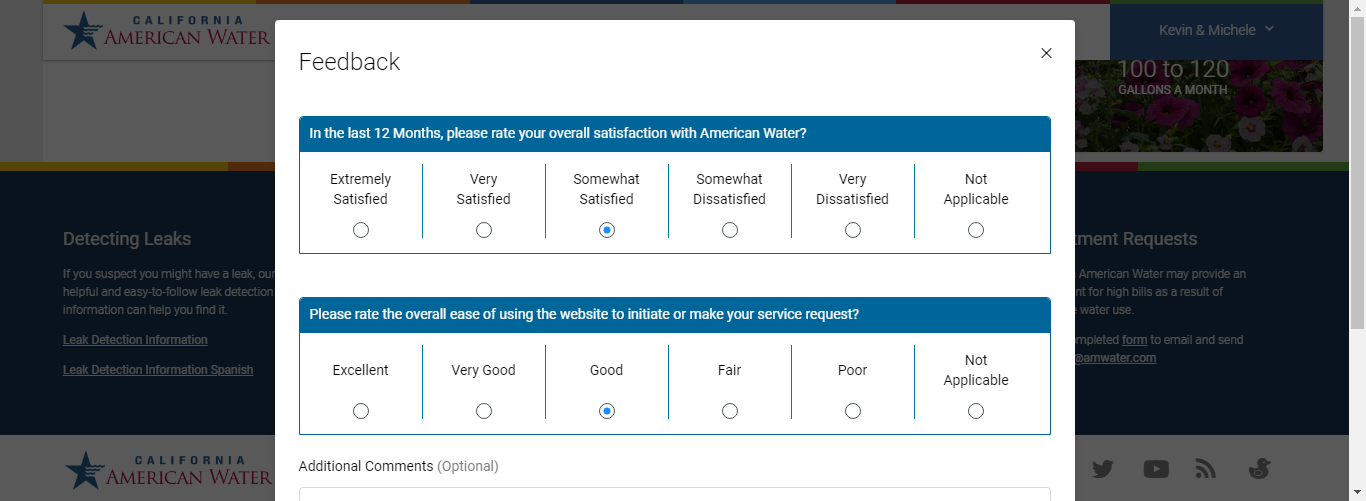 CALIFORNIA
AMERICAN WATER
Kevin & Michele
100 to 120
GALLONS A MONTH
Feedback
In the last 12 Months, please rate your overall satisfaction with American Water?
Extremely Satisfied
Very Satisfied
Somewhat Satisfied
Somewhat Dissatisfied
Very Dissatisfied
Not Applicable
Please rate the overall ease of using the website to initiate or make your service request?
Excellent
Very Good
Good
Fair
Poor
Not Applicable
Additional Comments (Optional)
Detecting Leaks
If you suspect you might have a leak, our
helpful and easy-to-follow leak detection
information can help you find it.
Leak Detection Information
Leak Detection Information Spanish
Requests
American Water may provide an
for high bills as a result of
water use.
form to email and send
@amwater.com
CALIFORNIA
AMERICAN WATER